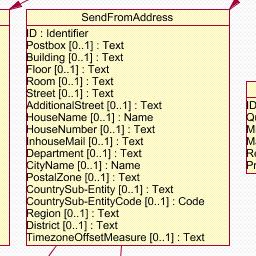 SendFromAddress
ID : Identifier
Postbox [0..1] : Text
Building [0..1] : Text
Floor [0..1] : Text
Room [0..1] : Text
Street [0..1] : Text
AdditionalStreet [0..1] : Text
HouseName [0..1] : Name
HouseNumber [0..1] : Text
InhouseMail [0..1] : Text
Department [0..1] : Text
CityName [0..1] : Name
PostalZone [0..1] : Text
CountrySub-Entity [0..1] : Text
CountrySub-EntityCode [0..1] : Code
Region [0..1] : Text
District [0..1] : Text
TimezoneOffsetMeasure [0..1] : Text
ID
Qu
Mi
Ma
Re
Pr